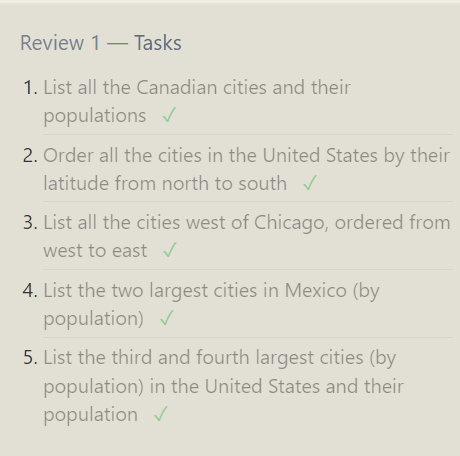 Review 1 — Tasks
1. List all the Canadian cities and their
populations ✓
2. Order all the cities in the United States by their
latitude from north to south ✓
3. List all the cities west of Chicago, ordered from
west to east ✓
4. List the two largest cities in Mexico (by
population) ✓
5. List the third and fourth largest cities (by
population) in the United States and their
population ✓